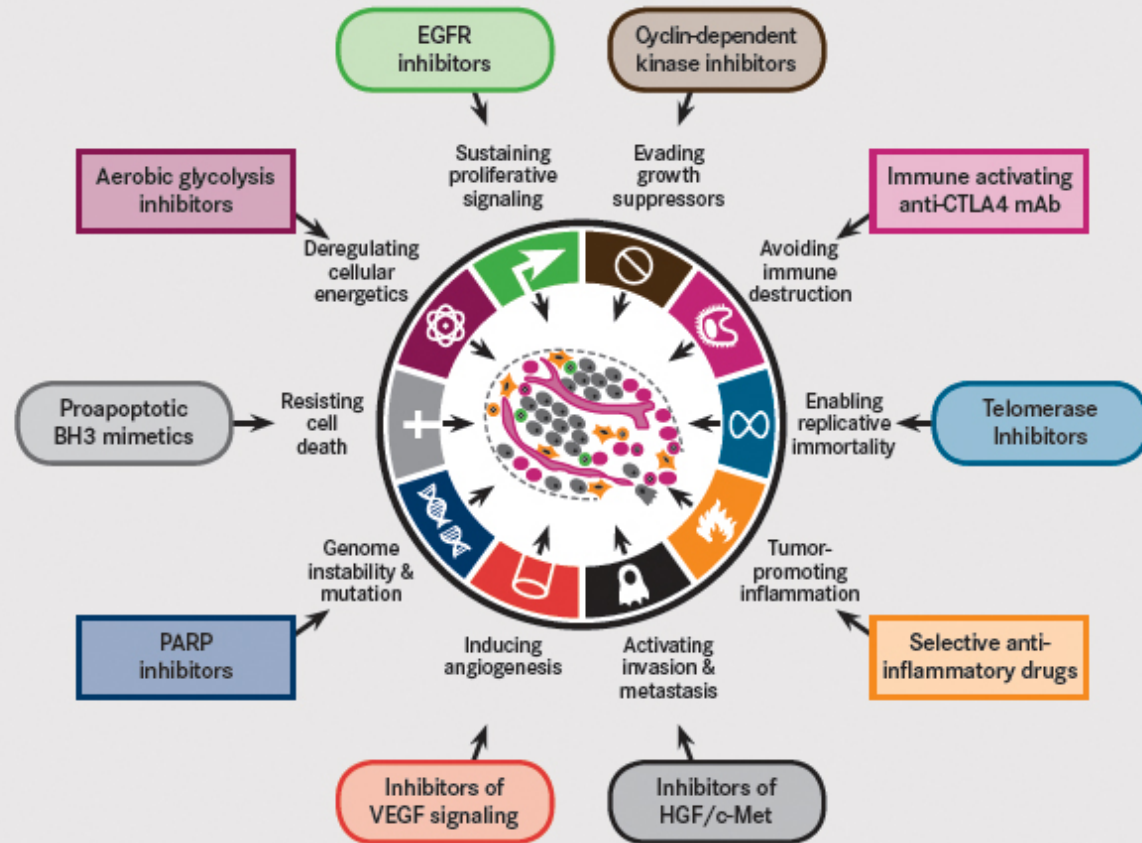 EGFR
inhibitors
Cyclin-dependent
kinase inhibitors
Sustaining
proliferative
signaling
Evading
growth
suppressors
Aerobic glycolysis
inhibitors
Immune activating
anti-CTLA4 mAb
Deregulating
cellular
energetics
Avoiding
immune
destruction
Proapoptotic
BH3 mimetics
Resisting
cell
death
Enabling
replicative
immortality
Telomerase
Inhibitors
Genome
instability &
mutation
Tumor-
promoting
inflammation
PARP
inhibitors
Inducing
angiogenesis
Activating
invasion &
metastasis
Selective anti-
inflammatory drugs
Inhibitors of
VEGF signaling
Inhibitors of
HGF/c-Met